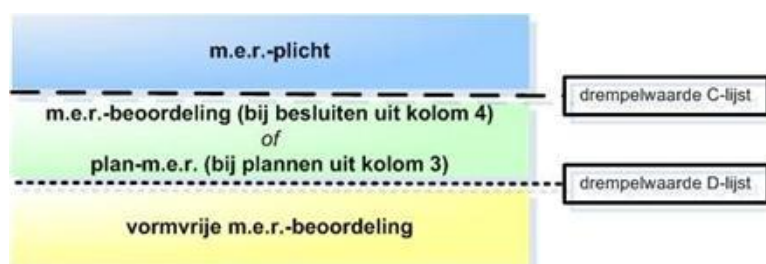 m.e.r.-plicht
drempelwaarde C-lijst
m.e.r.-beoordeling (bij besluiten uit kolom 4)
of
plan-m.e.r. (bij plannen uit kolom 3)
drempelwaarde D-lijst
vormvrije m.e.r.-beoordeling